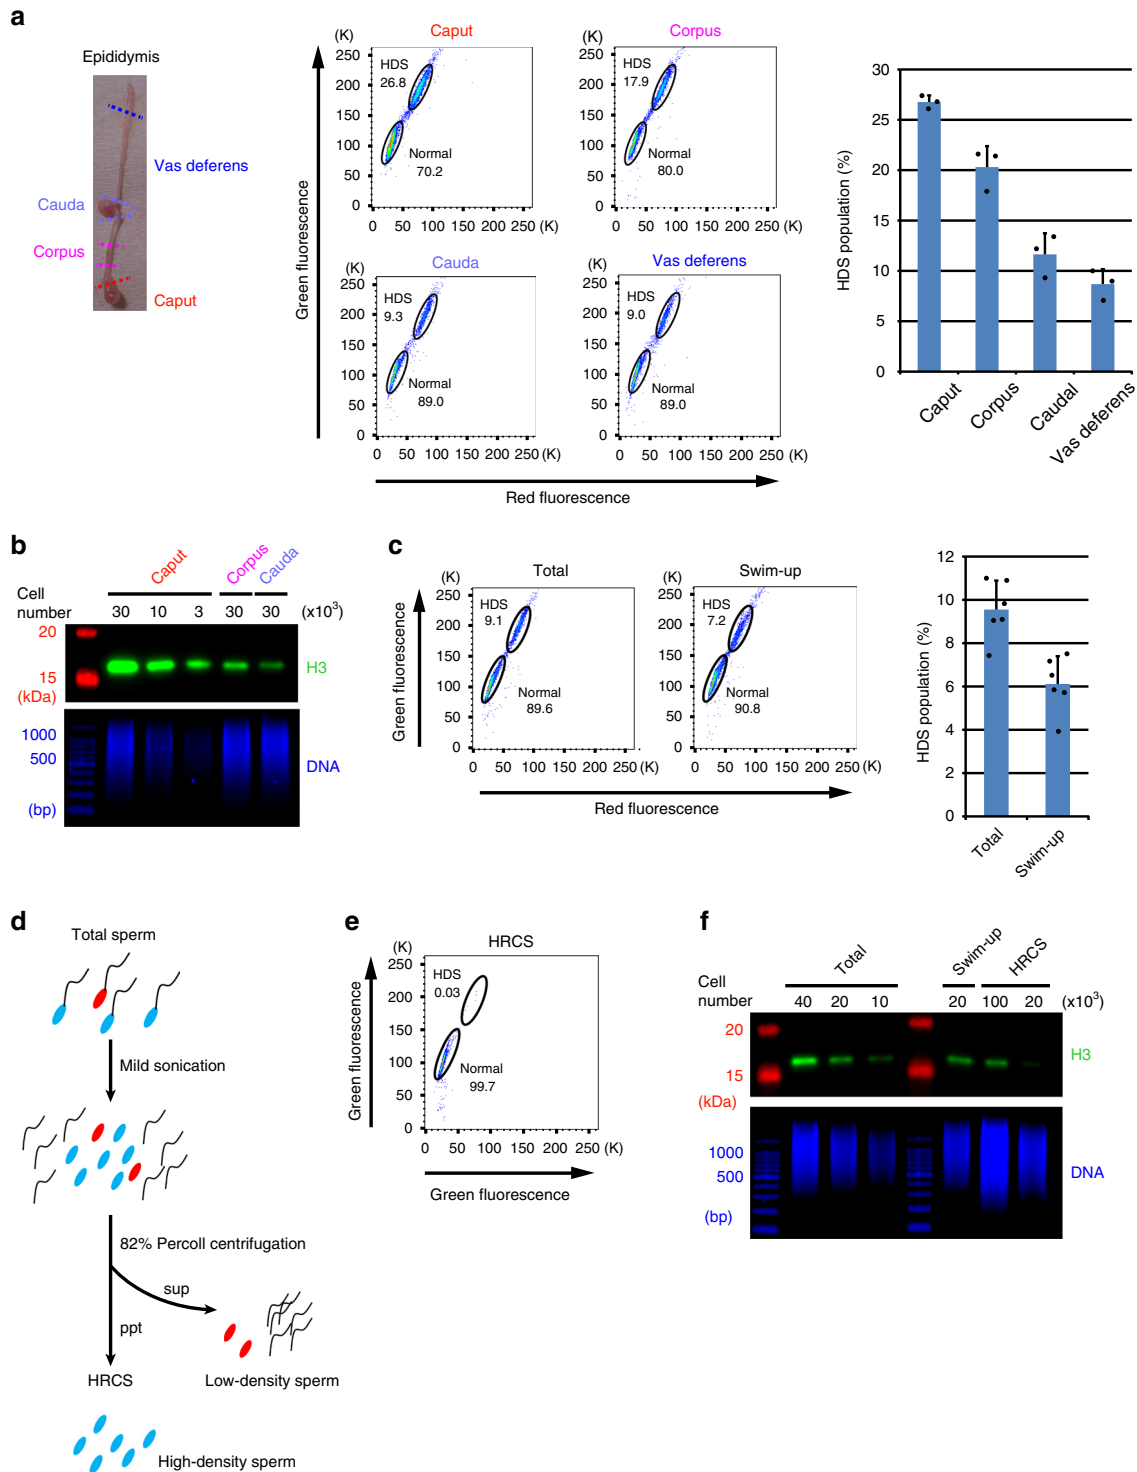 a
Epididymis
Vas deferens
Cauda
Corpus
Caput
Green fluorescence
(K) Caput
250
200
150
100
50
0
HDS
26.8
Normal
70.2
0 50 100 150 200 250 (K)
(K) Corpus
250
200
150
100
50
0
HDS
17.9
Normal
80.0
0 50 100 150 200 250 (K)
(K) Cauda
250
200
150
100
50
0
HDS
9.3
Normal
89.0
0 50 100 150 200 250 (K)
(K) Vas deferens
250
200
150
100
50
0
HDS
9.0
Normal
89.0
0 50 100 150 200 250 (K)
Red fluorescence
HDS population (%)
30
25
20
15
10
5
0
Caput
Corpus
Caudal
Vas deferens
b
Caput Corpus Cauda
Cell
number 30 10 3 30 30 (x10³)
20
15
(kDa)
H3
1000
500
(bp)
DNA
c
Green fluorescence
(K) Total
250
200
150
100
50
0
HDS
9.1
Normal
89.6
0 50 100 150 200 250 (K)
(K) Swim-up
250
200
150
100
50
0
HDS
7.2
Normal
90.8
0 50 100 150 200 250 (K)
Red fluorescence
HDS population (%)
12
10
8
6
4
2
0
Total
Swim-up
d
Total sperm
Mild sonication
82% Percoll centrifugation
sup
ppt
HRCS
Low-density sperm
High-density sperm
e
Green fluorescence
(K) HRCS
250
200
150
100
50
0
HDS
0.03
Normal
99.7
0 50 100 150 200 250 (K)
Green fluorescence
f
Total Swim-up HRCS
Cell
number 40 20 10 20 100 20 (x10³)
20
15
(kDa)
H3
1000
500
(bp)
DNA